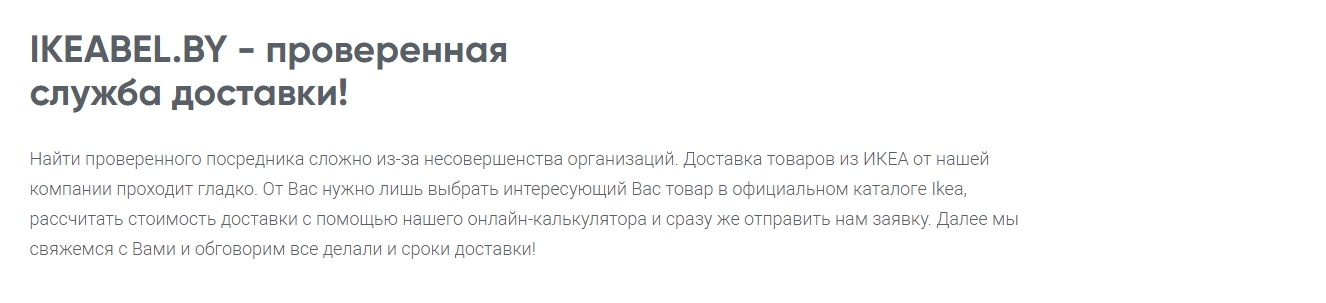 IKEABEL.BY - проверенная
служба доставки!
Найти проверенного посредника сложно из-за несовершенства организаций. Доставка товаров из ИКЕА от нашей
компании проходит гладко. От Вас нужно лишь выбрать интересующий Вас товар в официальном каталоге Ikea,
рассчитать стоимость доставки с помощью нашего онлайн-калькулятора и сразу же отправить нам заявку. Далее мы
свяжемся с Вами и обговорим все делали и сроки доставки!